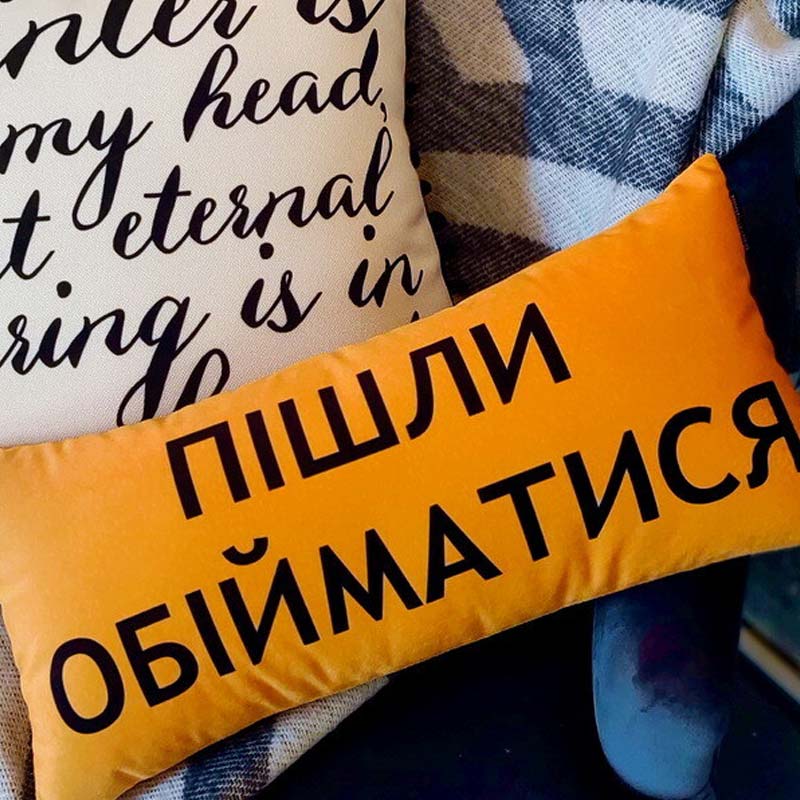 is
my head,
eternal
is in
ПІШЛИ
ОБІЙМАТИСЯ